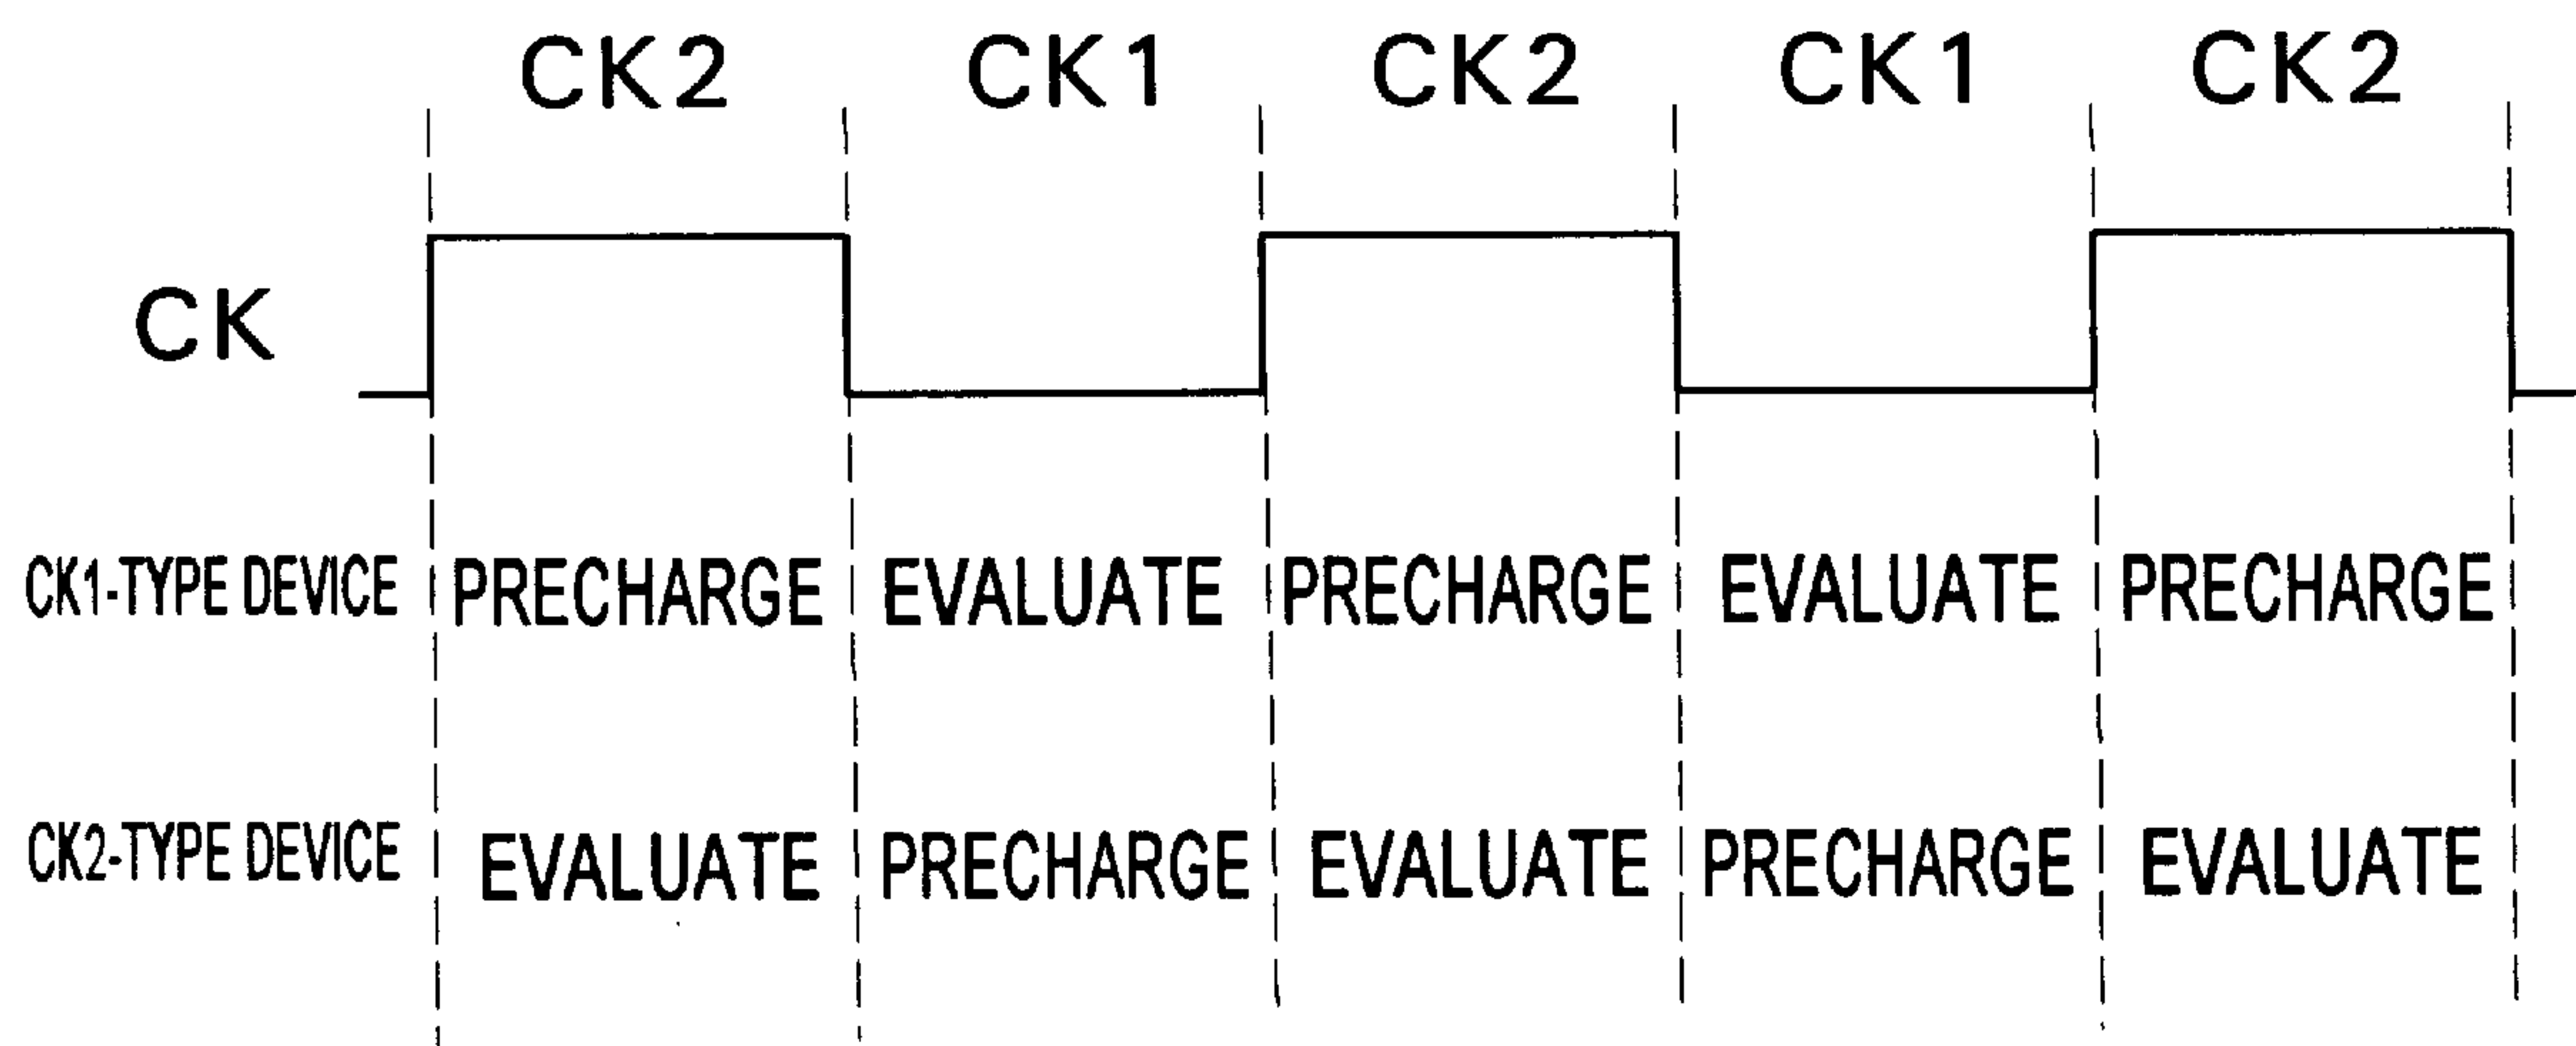 CK2 CK1 CK2 CK1 CK2
CK
CK1-TYPE DEVICE PRECHARGE EVALUATE PRECHARGE EVALUATE PRECHARGE
CK2-TYPE DEVICE EVALUATE PRECHARGE EVALUATE PRECHARGE EVALUATE